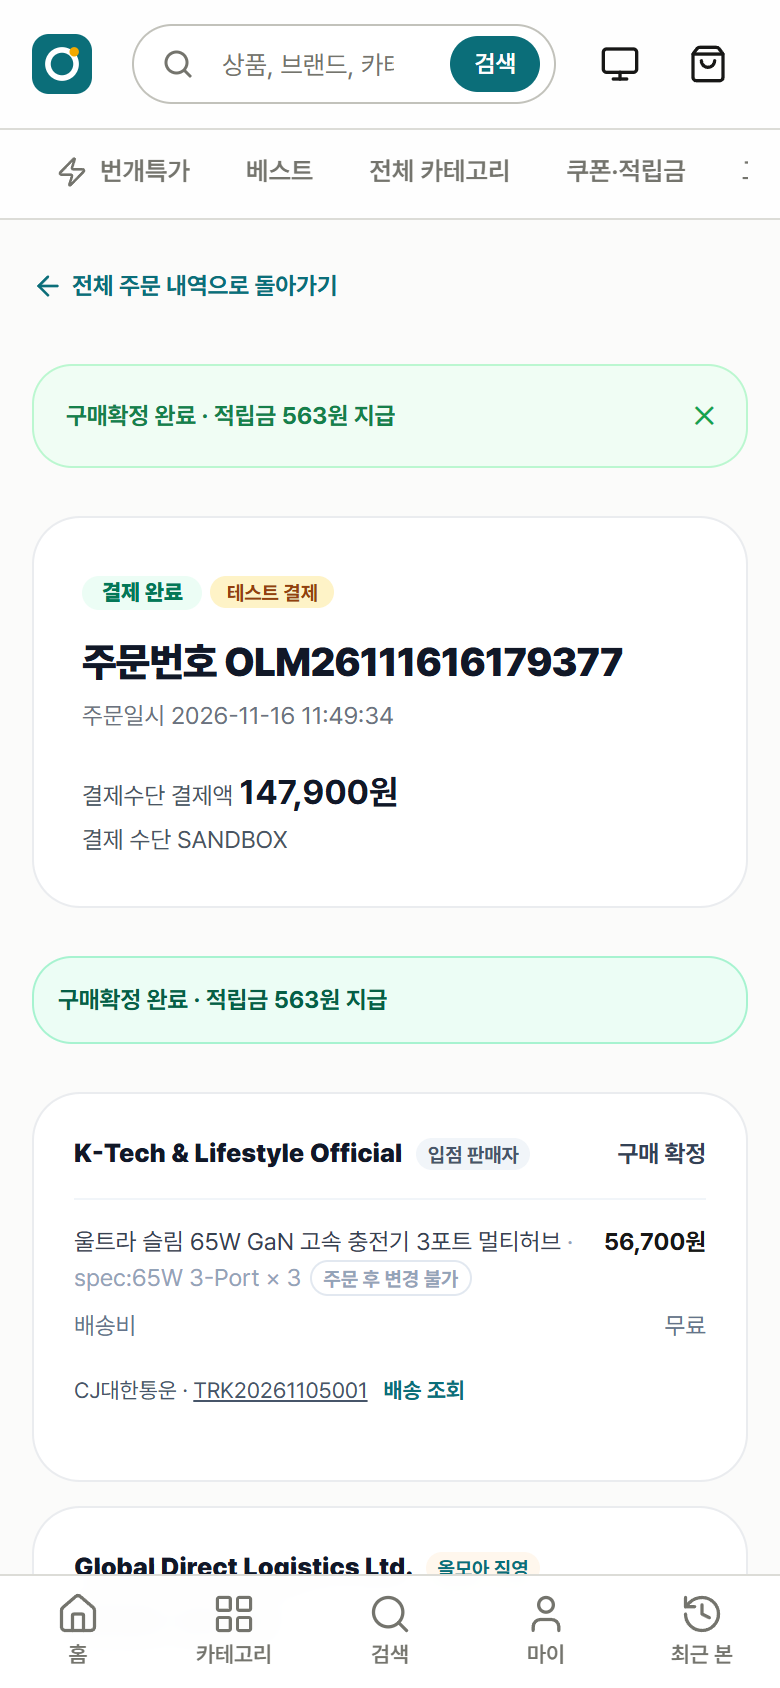 상품, 브랜드, 카테
검색
번개특가
베스트
전체 카테고리
쿠폰·적립금
전체 주문 내역으로 돌아가기
구매확정 완료 · 적립금 563원 지급
결제 완료
테스트 결제
주문번호 OLM26111616179377
주문일시 2026-11-16 11:49:34
결제수단 결제액 147,900원
결제 수단 SANDBOX
구매확정 완료 · 적립금 563원 지급
K-Tech & Lifestyle Official 입점 판매자 구매 확정
울트라 슬림 65W GaN 고속 충전기 3포트 멀티허브 · 56,700원
spec:65W 3-Port × 3 주문 후 변경 불가
배송비 무료
CJ대한통운 · TRK20261105001 배송 조회
Global Direct Logistics Ltd. 올모아 직영
홈
카테고리
검색
마이
최근 본